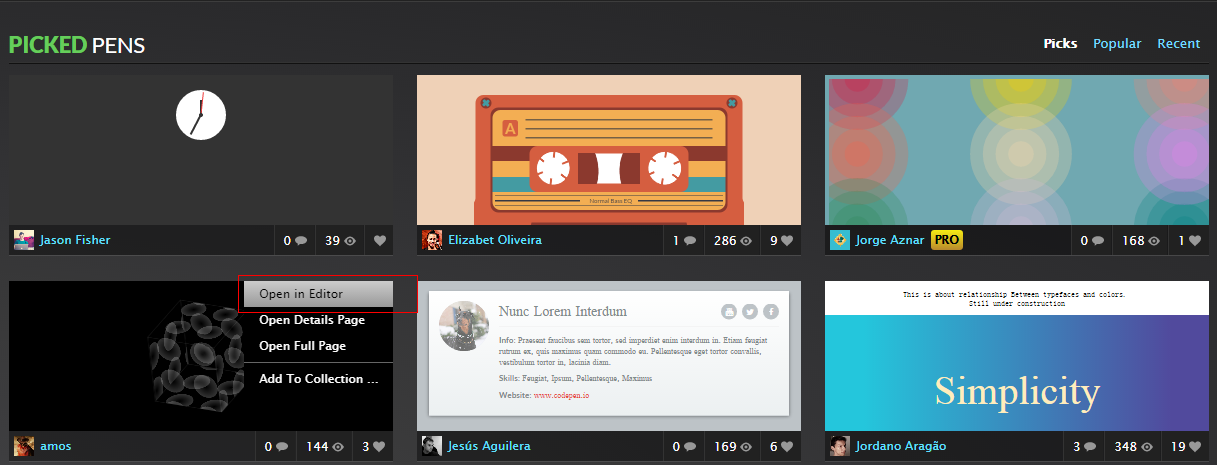 PICKED PENS
Picks Popular Recent
A
Normal Bass EQ
Jason Fisher 0 39
Elizabet Oliveira 1 286 9
Jorge Aznar PRO 0 168 1
Open in Editor
Open Details Page
Open Full Page
Add To Collection ...
Nunc Lorem Interdum
Info: Praesent faucibus sem tortor, sed imperdiet enim interdum in. Etiam feugiat
rutrum ex, quis maximus quam commodo eu. Pellentesque eget tortor convallis,
vestibulum tortor in, lacinia diam.
Skills: Feugiat, Ipsum, Pellentesque, Maximus
Website: www.codepen.io
This is about relationship Between typefaces and colors.
Still under construction
Simplicity
amos 0 144 3
Jesús Aguilera 0 169 6
Jordano Aragão 3 348 19